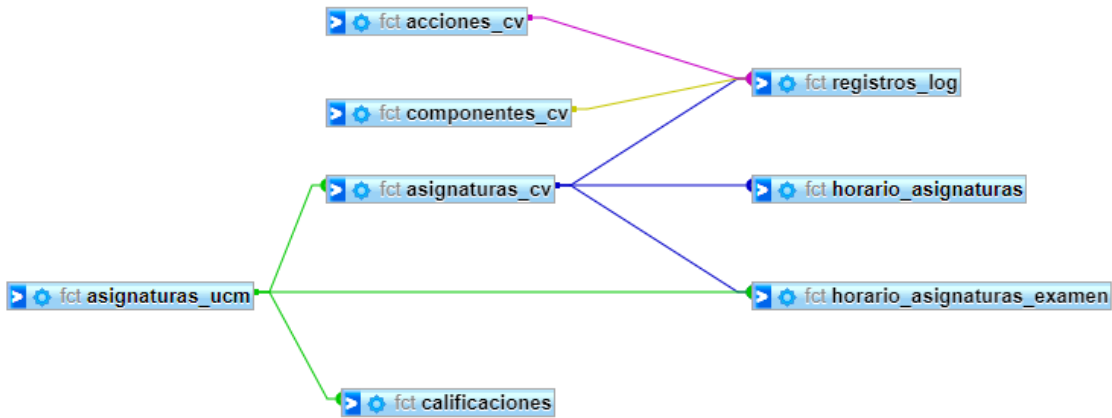 fct acciones_cv
fct registros_log
fct componentes_cv
fct asignaturas_cv
fct horario_asignaturas
fct asignaturas_ucm
fct horario_asignaturas_examen
fct calificaciones